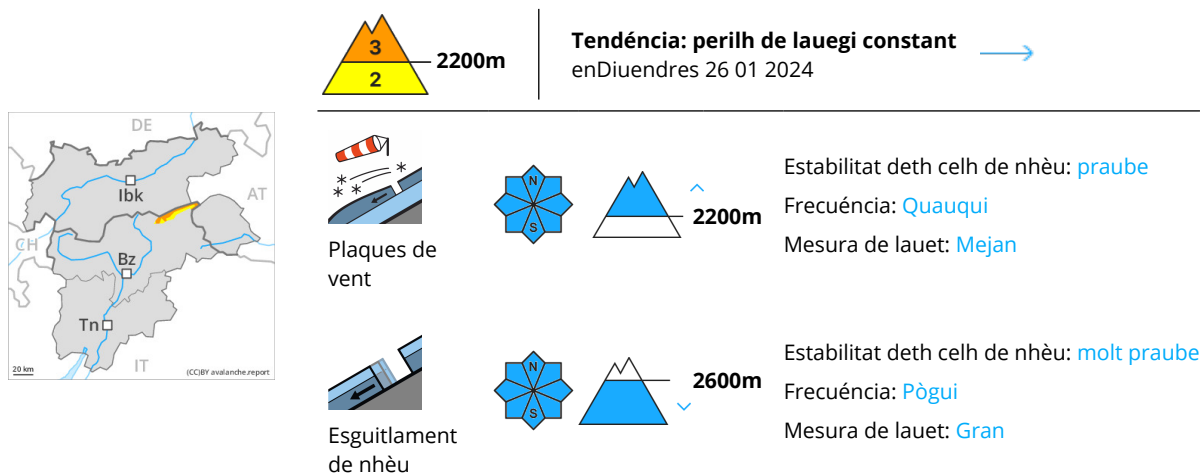 3
2
2200m
Tendéncia: perilh de lauegi constant
enDiuendres 26 01 2024
DE
AT
CH
IT
Ibk
Bz
Tn
20 km
(CC)BY avalanche.report
Plaques de
vent
N
S
2200m
Estabilitat deth celh de nhèu: praube
Frecuéncia: Quauqui
Mesura de lauet: Mejan
Esguitlament
de nhèu
N
S
2600m
Estabilitat deth celh de nhèu: molt praube
Frecuéncia: Pògui
Mesura de lauet: Gran